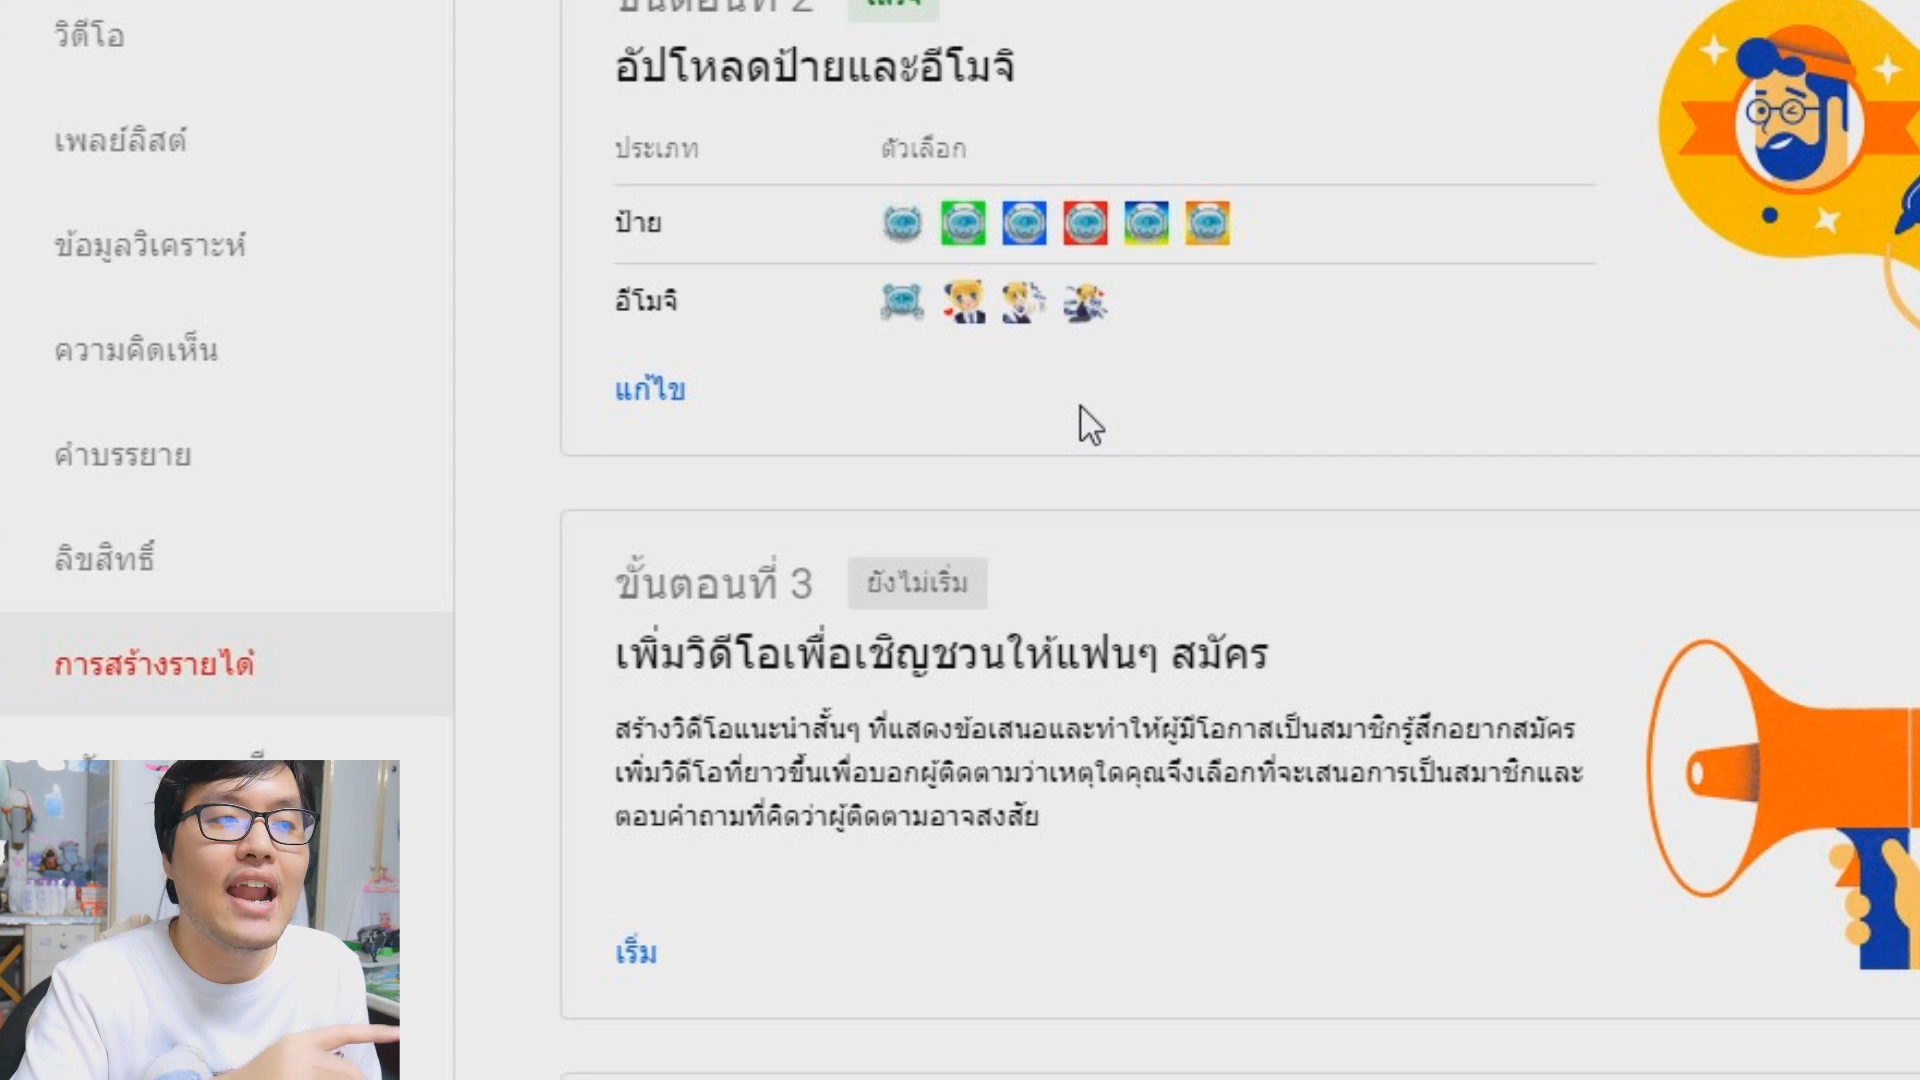 วิดีโอ
เพลย์ลิสต์
ข้อมูลวิเคราะห์
ความคิดเห็น
คำบรรยาย
ลิขสิทธิ์
การสร้างรายได้
ขั้นตอนที่ 2 เสร็จ
อัปโหลดป้ายและอีโมจิ
ประเภท ตัวเลือก
ป้าย
อีโมจิ
แก้ไข
ขั้นตอนที่ 3 ยังไม่เริ่ม
เพิ่มวิดีโอเพื่อเชิญชวนให้แฟนๆ สมัคร
สร้างวิดีโอแนะนำสั้นๆ ที่แสดงข้อเสนอและทำให้ผู้มีโอกาสเป็นสมาชิกรู้สึกอยากสมัคร
เพิ่มวิดีโอที่ยาวขึ้นเพื่อบอกผู้ติดตามว่าเหตุใดคุณจึงเลือกที่จะเสนอการเป็นสมาชิกและ
ตอบคำถามที่คิดว่าผู้ติดตามอาจสงสัย
เริ่ม